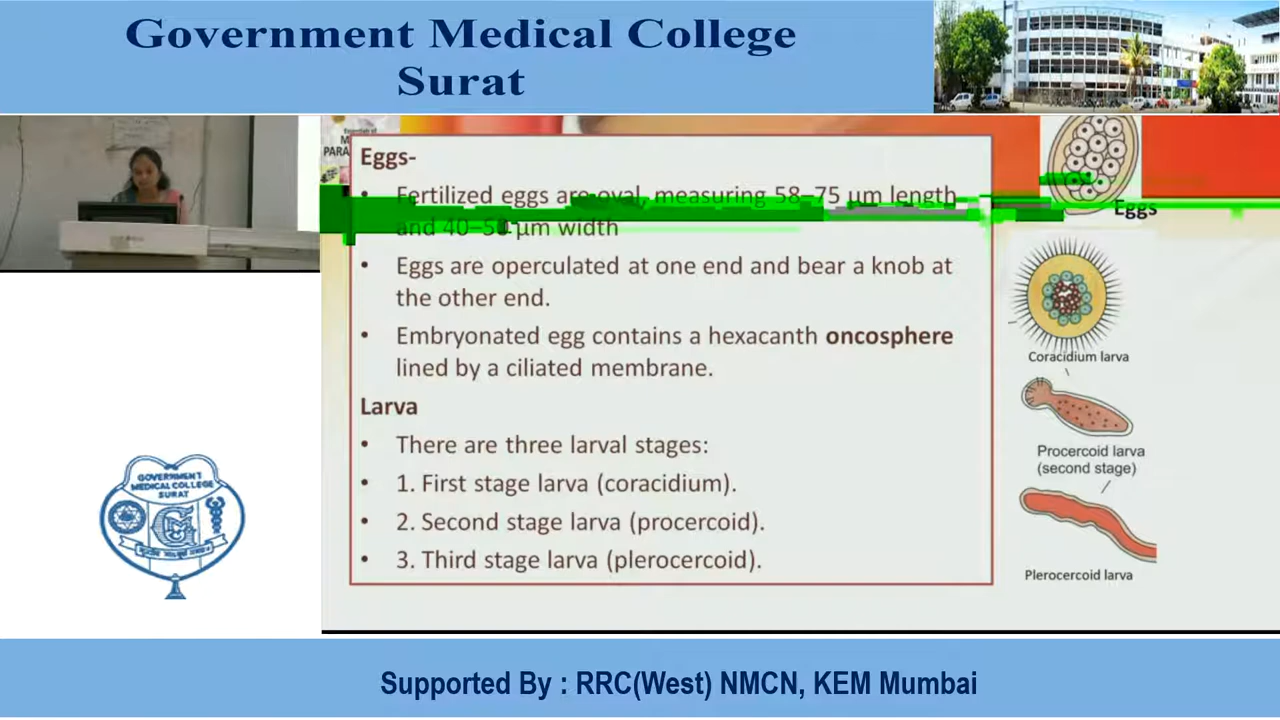 Government Medical College
Surat
Essentials of
PARA
Eggs-
• Fertilized eggs are oval, measuring 58–75 µm length
and 40–50 µm width
• Eggs are operculated at one end and bear a knob at
the other end.
• Embryonated egg contains a hexacanth oncosphere
lined by a ciliated membrane.
Larva
• There are three larval stages:
• 1. First stage larva (coracidium).
• 2. Second stage larva (procercoid).
• 3. Third stage larva (plerocercoid).
Eggs
Coracidium larva
Procercoid larva
(second stage)
Plerocercoid larva
GOVERNMENT
MEDICAL COLLEGE
SURAT
Supported By : RRC(West) NMCN, KEM Mumbai